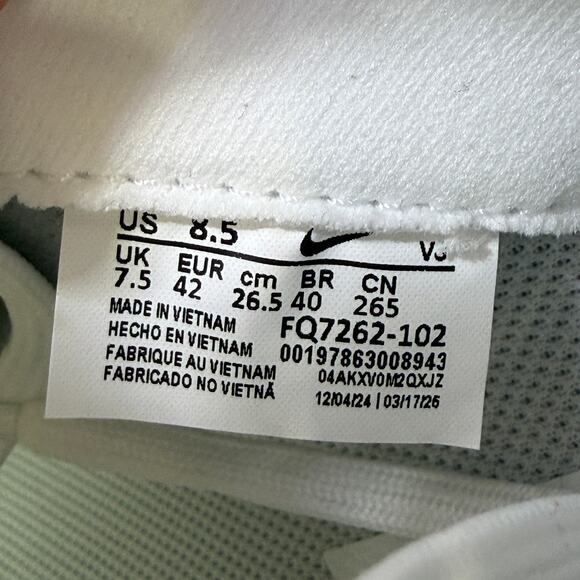 US 8.5
UK EUR cm BR CN
7.5 42 26.5 40 265
MADE IN VIETNAM
HECHO EN VIETNAM
FABRIQUE AU VIETNAM
FABRICADO NO VIETNÃ
FQ7262-102
00197863008943
04AKXV0M2QXJZ
12/04/24 | 03/17/25